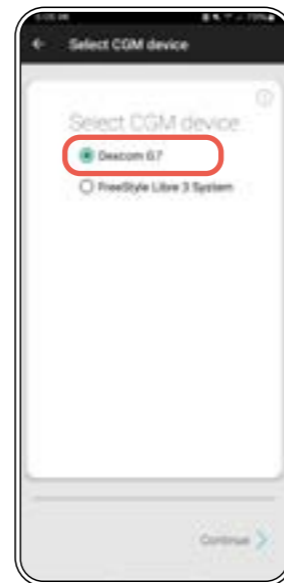 Select CGM device
Select CGM device
Dexcom G7
FreeStyle Libre 3 System
Continue